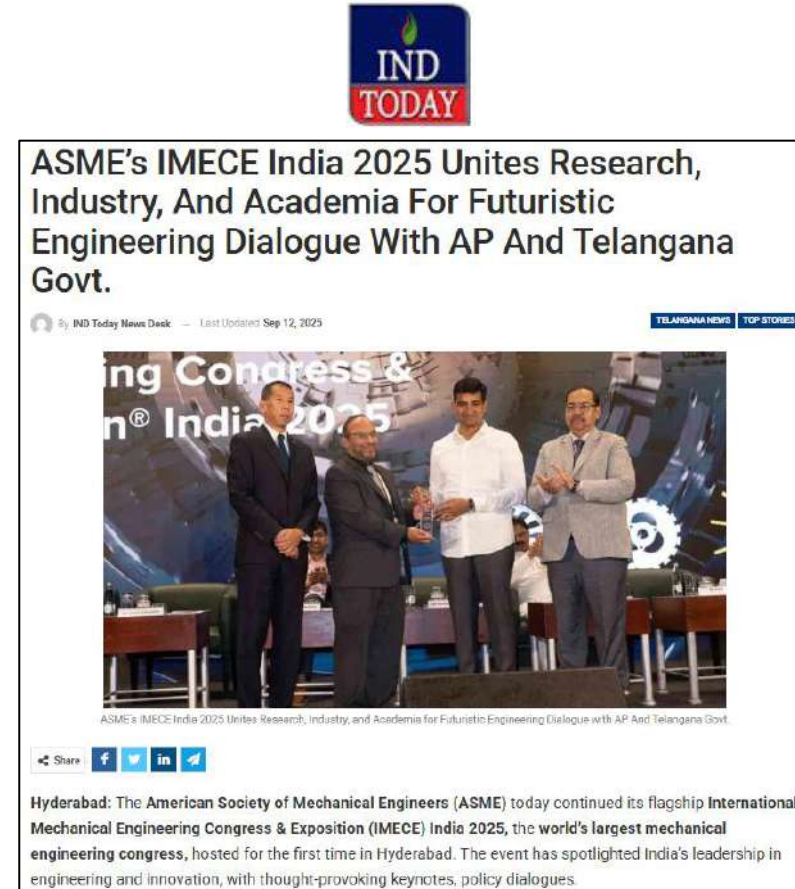 IND
TODAY
ASME's IMECE India 2025 Unites Research,
Industry, And Academia For Futuristic
Engineering Dialogue With AP And Telangana
Govt.
By IND Today News Desk — Last Updated Sep 12, 2025
TELANGANA NEWS TOP STORIES
ing Congress &
n® India 2025
ASME's IMECE India 2025 Unites Research, Industry, and Academia for Futuristic Engineering Dialogue with AP And Telangana Govt.
Share
Hyderabad: The American Society of Mechanical Engineers (ASME) today continued its flagship International
Mechanical Engineering Congress & Exposition (IMECE) India 2025, the world's largest mechanical
engineering congress, hosted for the first time in Hyderabad. The event has spotlighted India's leadership in
engineering and innovation, with thought-provoking keynotes, policy dialogues.